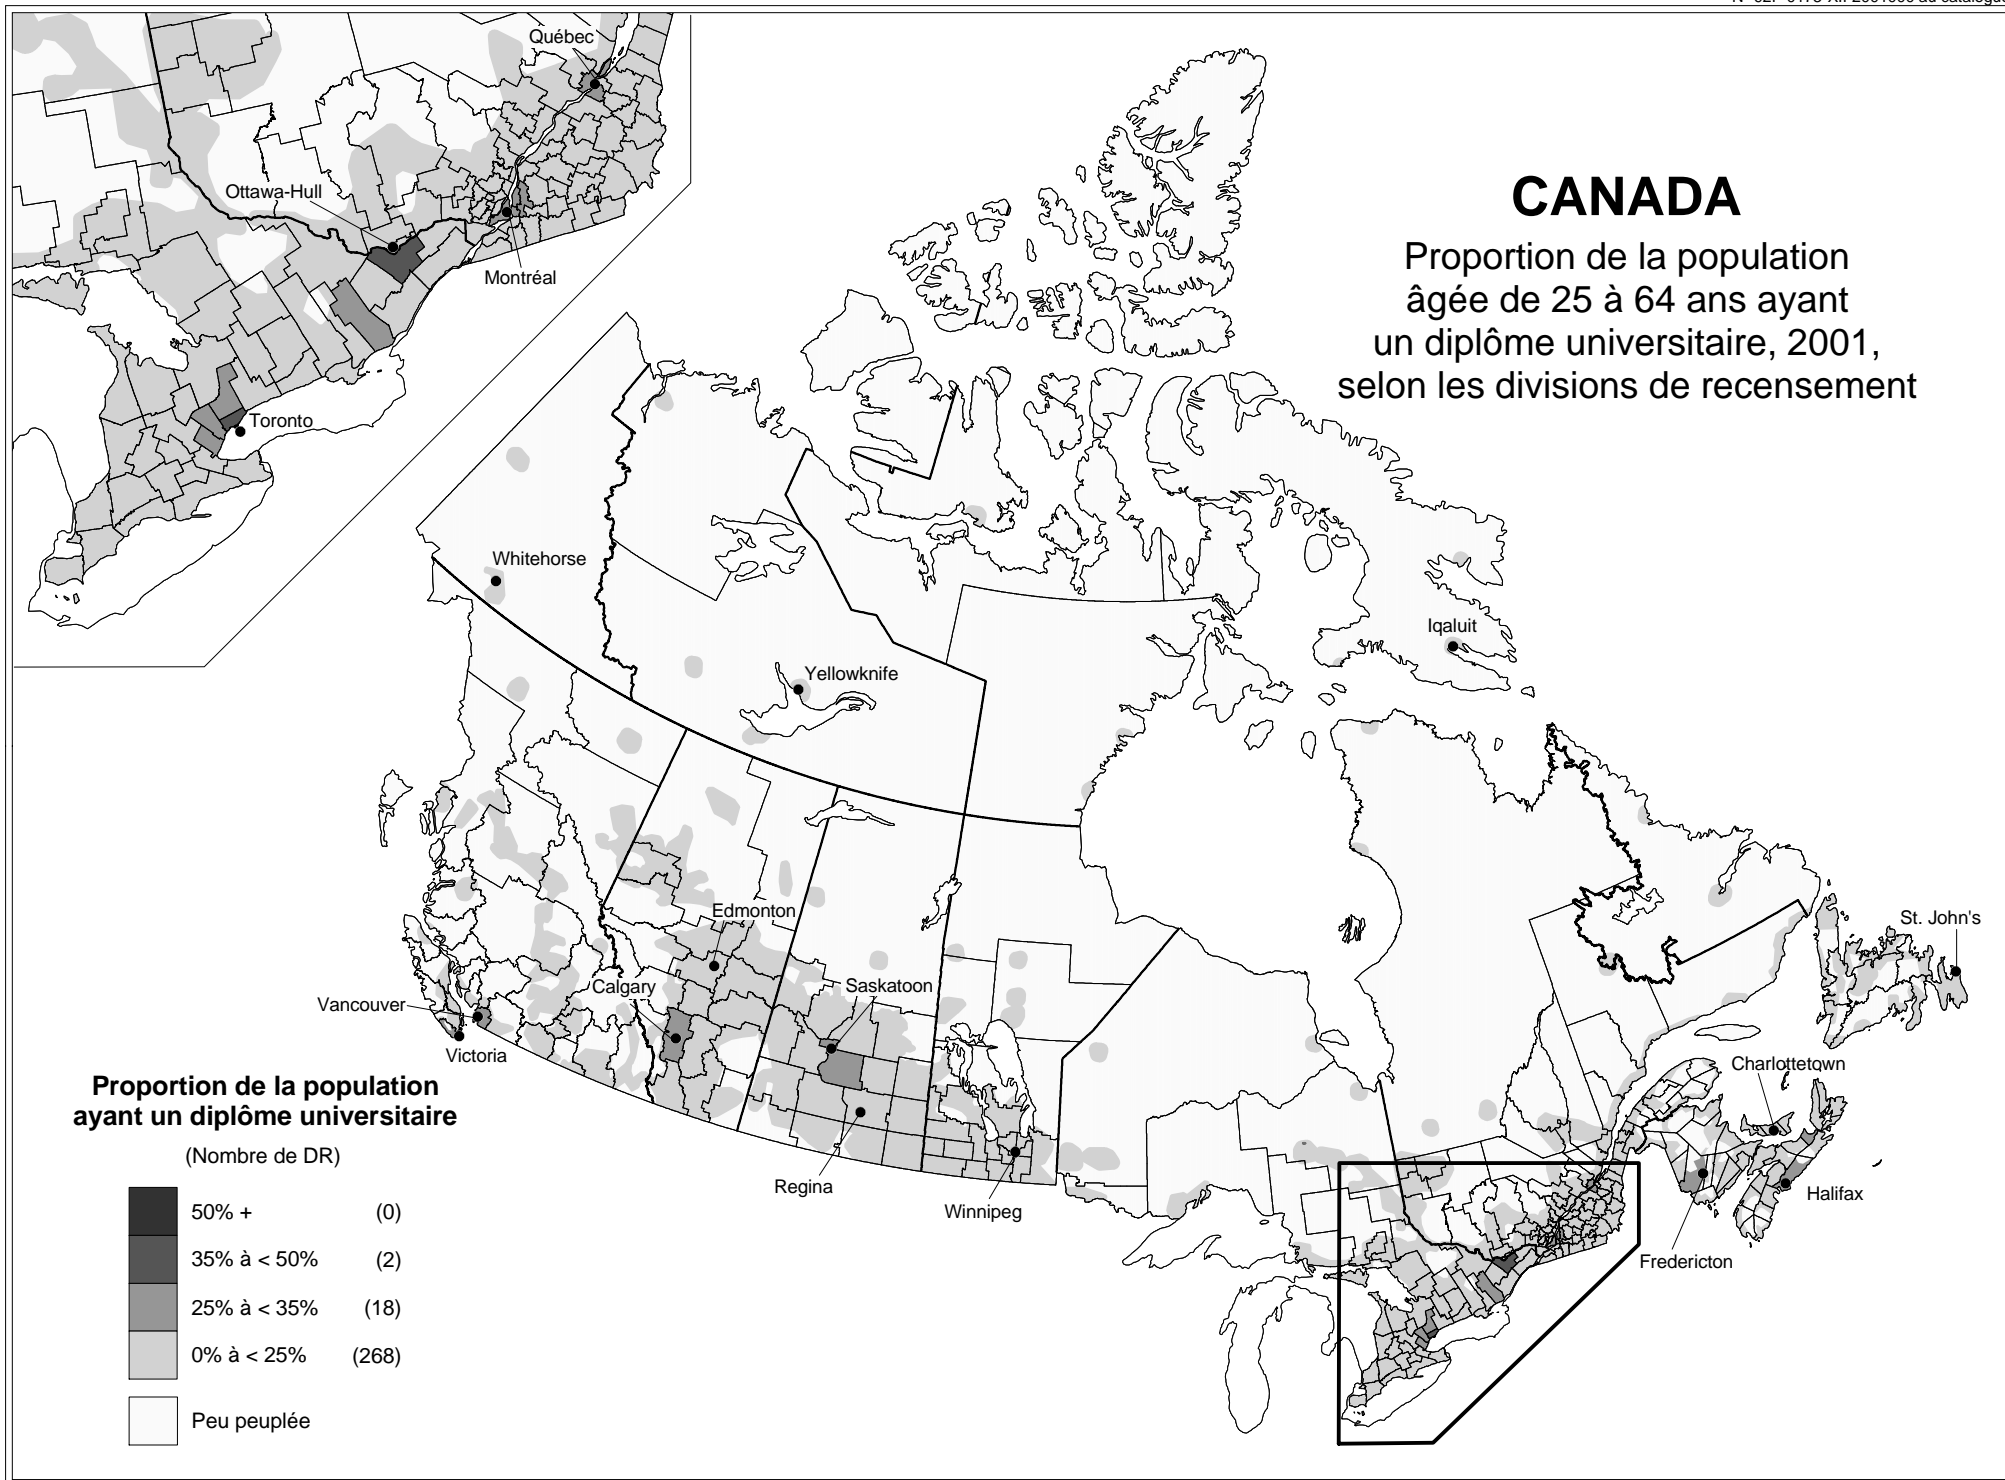 CANADA
Proportion de la population
âgée de 25 à 64 ans ayant
un diplôme universitaire, 2001,
selon les divisions de recensement
Québec
Ottawa-Hull
Montréal
Toronto
Whitehorse
Yellowknife
Iqaluit
Edmonton
Calgary
Saskatoon
Vancouver
Victoria
Regina
Winnipeg
St. John's
Charlottetown
Halifax
Fredericton
Proportion de la population
ayant un diplôme universitaire
(Nombre de DR)
50% + (0)
35% à < 50% (2)
25% à < 35% (18)
0% à < 25% (268)
Peu peuplée